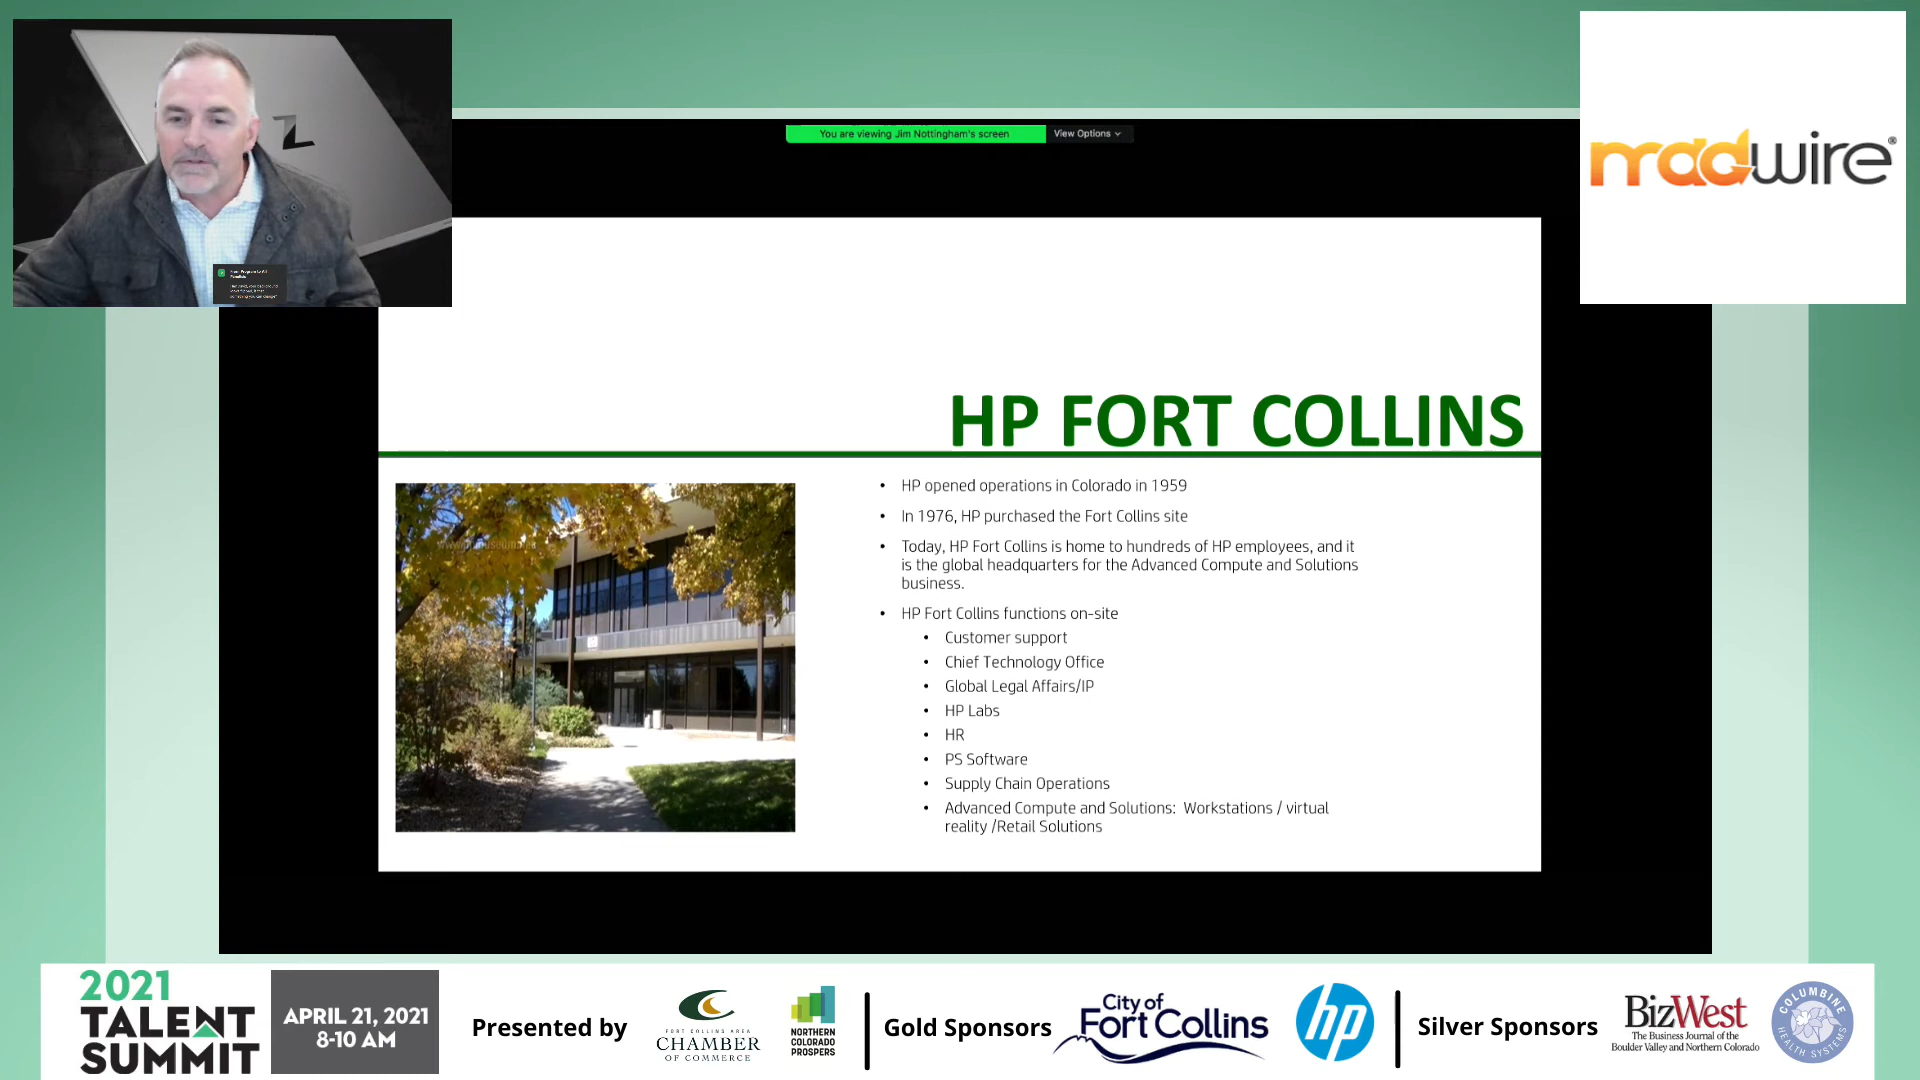 You are viewing Jim Nottingham's screen
View Options
Z
madwire®
From Program to All
Panelists
HP FORT COLLINS
• HP opened operations in Colorado in 1959
• In 1976, HP purchased the Fort Collins site
• Today, HP Fort Collins is home to hundreds of HP employees, and it
is the global headquarters for the Advanced Compute and Solutions
business.
• HP Fort Collins functions on-site
• Customer support
• Chief Technology Office
• Global Legal Affairs/IP
• HP Labs
• HR
• PS Software
• Supply Chain Operations
• Advanced Compute and Solutions: Workstations / virtual
reality /Retail Solutions
2021
TALENT
SUMMIT
APRIL 21, 2021
8-10 AM
Presented by
FORT COLLINS AREA
CHAMBER
OF COMMERCE
NORTHERN
COLORADO
PROSPERS
Gold Sponsors
City of
Fort Collins
hp
Silver Sponsors
BizWest
The Business Journal of the
Boulder Valley and Northern Colorado
COLUMBINE
HEALTH SYSTEMS